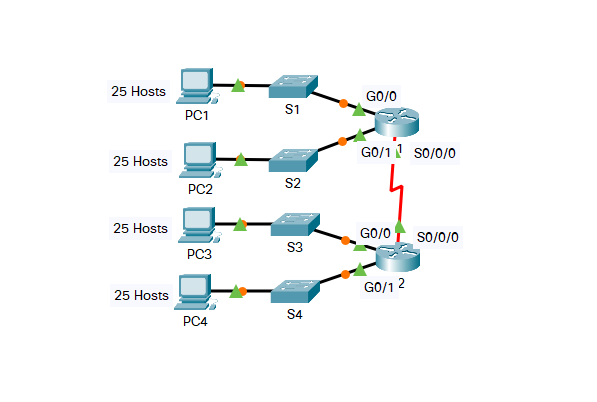 25 Hosts
PC1
S1
G0/0
G0/1
1
S0/0/0
25 Hosts
PC2
S2
25 Hosts
PC3
S3
G0/0
S0/0/0
G0/1
2
25 Hosts
PC4
S4